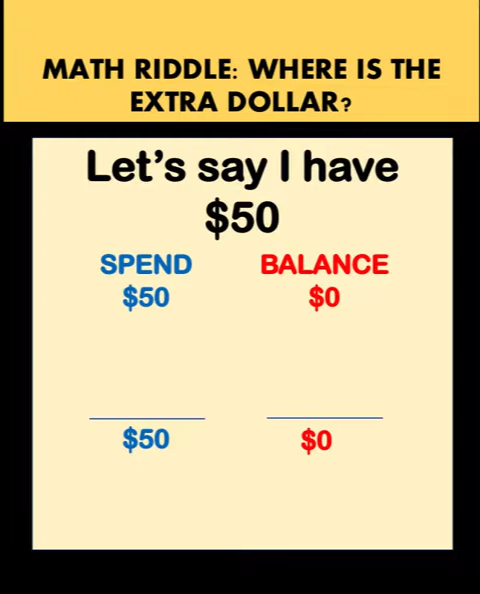 MATH RIDDLE: WHERE IS THE
EXTRA DOLLAR?
Let's say I have
$50
SPEND BALANCE
$50 $0
$50 $0